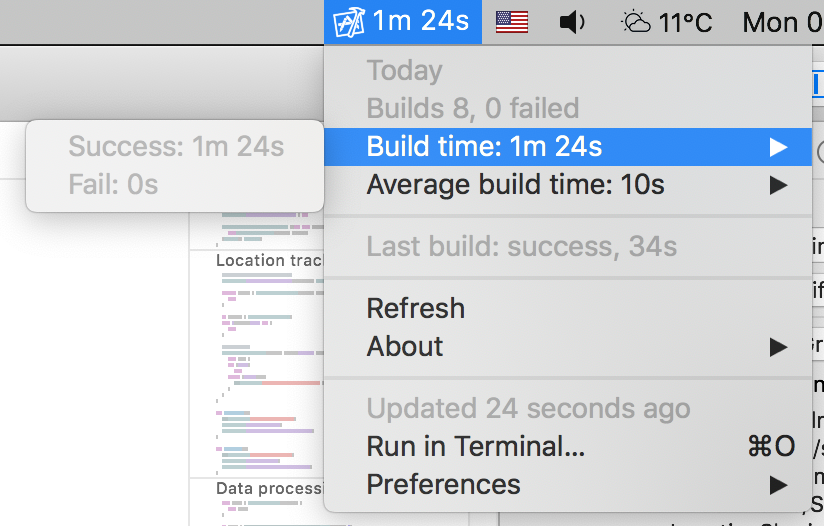 1m 24s 11°C Mon 0
Today
Builds 8, 0 failed
Success: 1m 24s
Build time: 1m 24s
Fail: 0s
Average build time: 10s
Last build: success, 34s
Location
Refresh
About
Updated 24 seconds ago
Run in Terminal... ⌘O
Preferences
Data